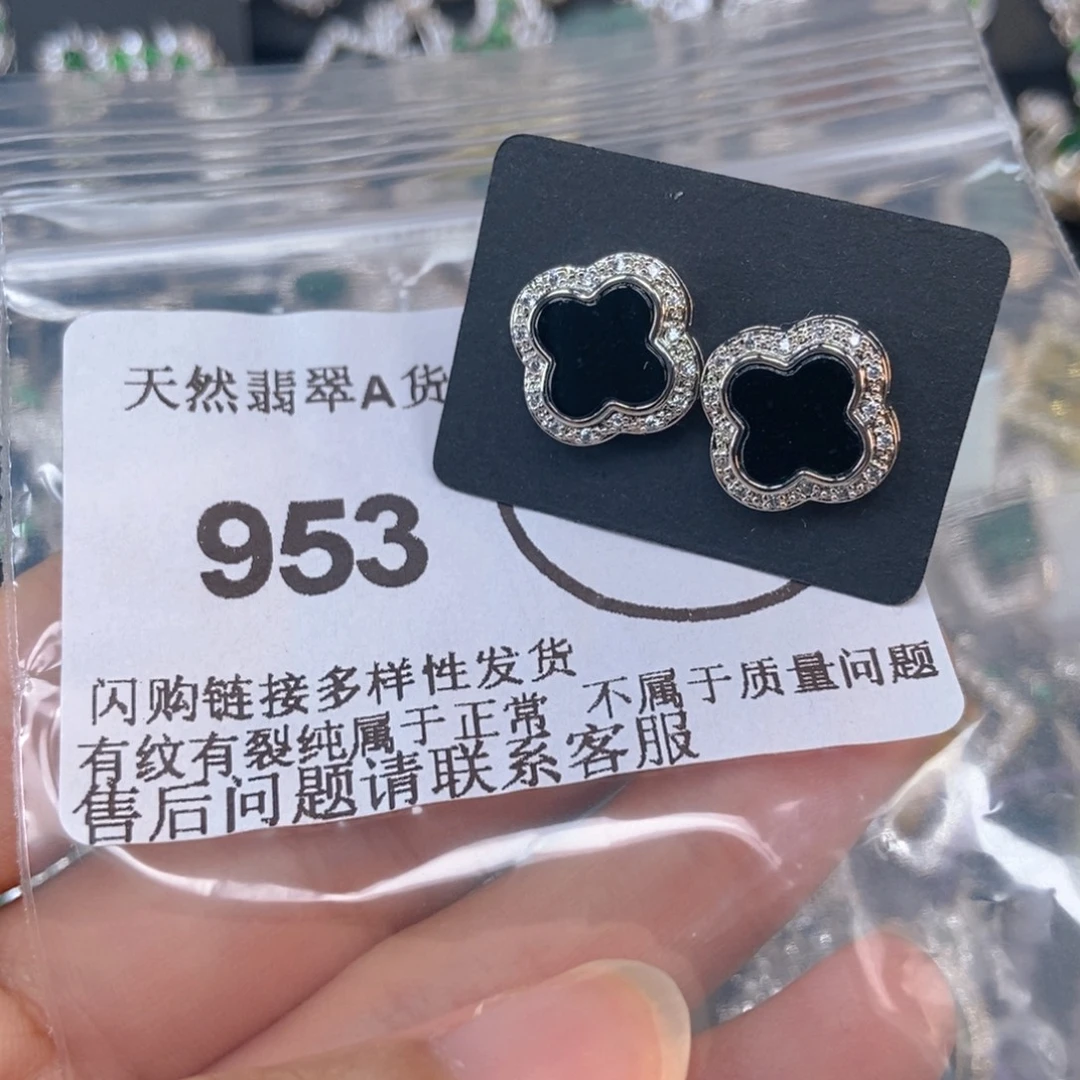 天然翡翠A货
953
闪购链接多样性发货
有纹有裂纯属于正常 不属于质量问题
售后问题请联系客服